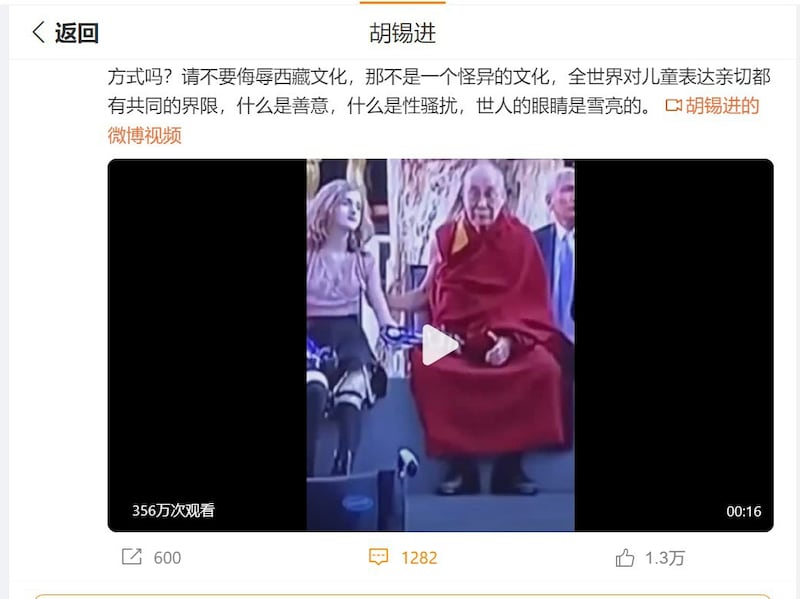 返回
胡锡进
方式吗？请不要侮辱西藏文化，那不是一个怪异的文化，全世界对儿童表达亲切都
有共同的界限，什么是善意，什么是性骚扰，世人的眼睛是雪亮的。 胡锡进的
微博视频
356万次观看
00:16
600
1282
1.3万